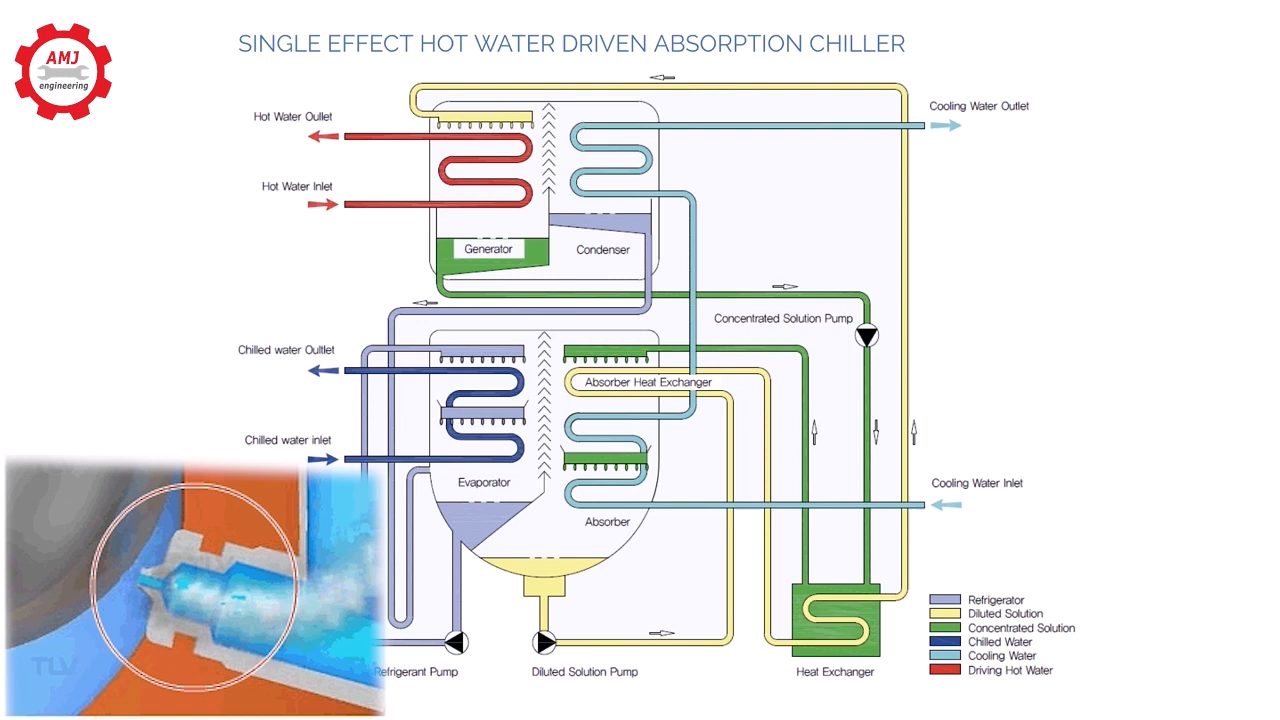 AMJ
engineering
SINGLE EFFECT HOT WATER DRIVEN ABSORPTION CHILLER
Hot Water Outlet
Cooling Water Outlet
Hot Water Inlet
Generator
Condenser
Concentrated Solution Pump
Chilled water Oultlet
Absorber Heat Exchanger
Chilled water inlet
Evaporator
Cooling Water Inlet
Absorber
TLV
Refrigerant Pump
Diluted Solution Pump
Heat Exchanger
Refrigerator
Diluted Solution
Concentrated Solution
Chilled Water
Cooling Water
Driving Hot Water